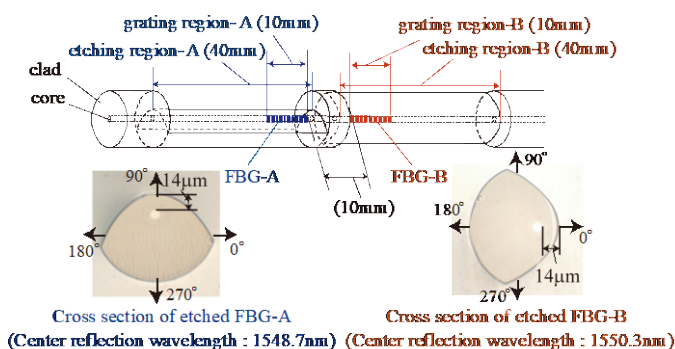 grating region-A (10mm)
etching region-A (40mm)
grating region-B (10mm)
etching region-B (40mm)
clad
core
FBG-A
FBG-B
(10mm)
90°
14μm
180°
0°
270°
90°
180°
0°
14μm
270°
Cross section of etched FBG-A
(Center reflection wavelength : 1548.7nm)
Cross section of etched FBG-B
(Center reflection wavelength : 1550.3nm)